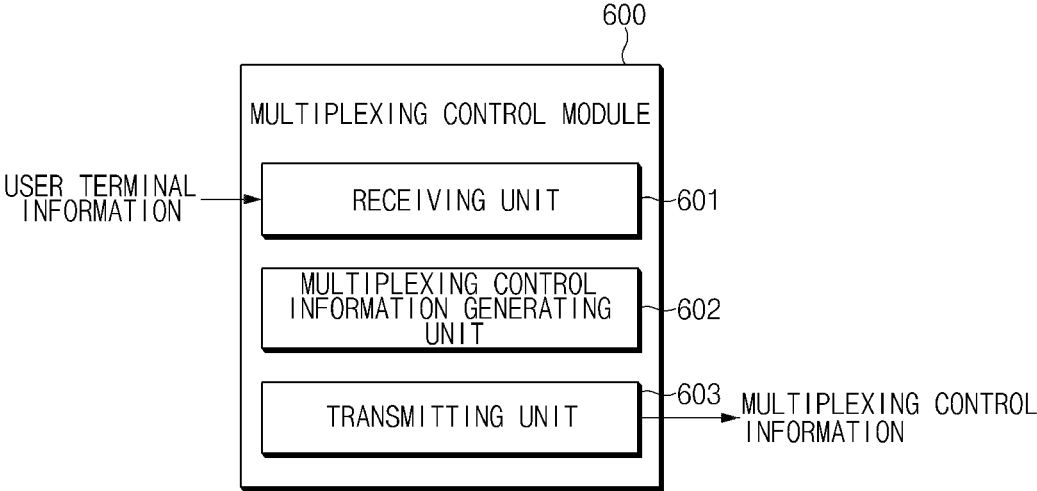 600
MULTIPLEXING CONTROL MODULE
USER TERMINAL
INFORMATION
RECEIVING UNIT
601
MULTIPLEXING CONTROL
INFORMATION GENERATING
UNIT
602
TRANSMITTING UNIT
603
MULTIPLEXING CONTROL
INFORMATION